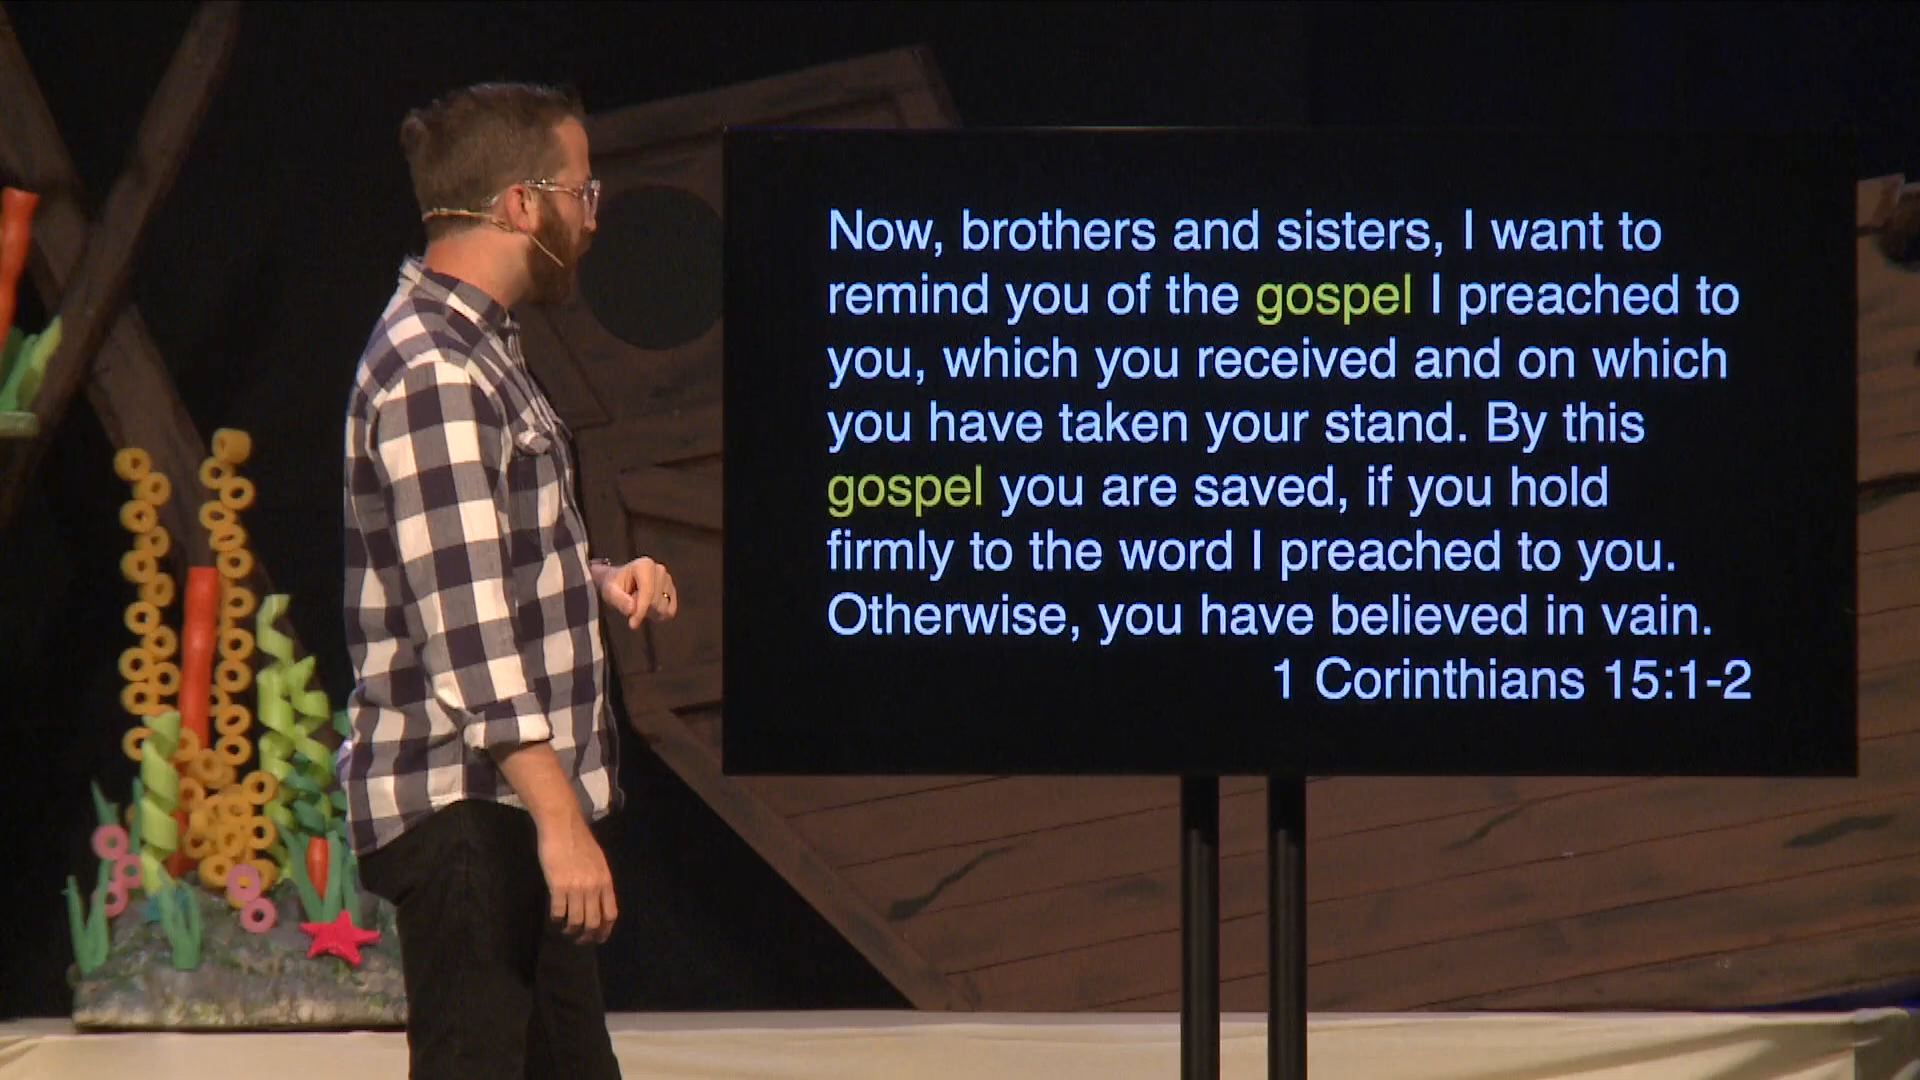 Now, brothers and sisters, I want to
remind you of the gospel I preached to
you, which you received and on which
you have taken your stand. By this
gospel you are saved, if you hold
firmly to the word I preached to you.
Otherwise, you have believed in vain.
1 Corinthians 15:1-2